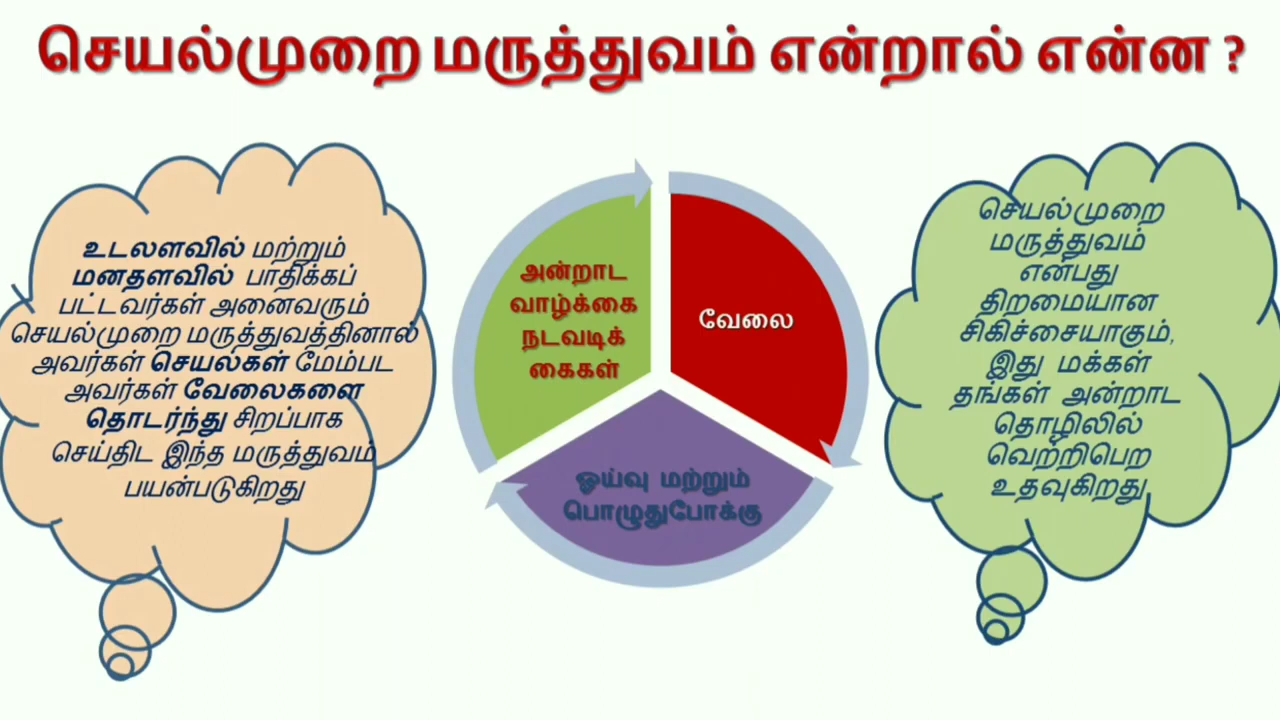 செயல்முறை மருத்துவம் என்றால் என்ன ?
உடலளவில் மற்றும்
மனதளவில் பாதிக்கப்
பட்டவர்கள் அனைவரும்
செயல்முறை மருத்துவத்தினால்
அவர்கள் செயல்கள் மேம்பட
அவர்கள் வேலைகளை
தொடர்ந்து சிறப்பாக
செய்திட இந்த மருத்துவம்
பயன்படுகிறது
அன்றாட
வாழ்க்கை
நடவடிக்
கைகள்
வேலை
ஓய்வு மற்றும்
பொழுதுபோக்கு
செயல்முறை
மருத்துவம்
என்பது
திறமையான
சிகிச்சையாகும்,
இது மக்கள்
தங்கள் அன்றாட
தொழிலில்
வெற்றிபெற
உதவுகிறது